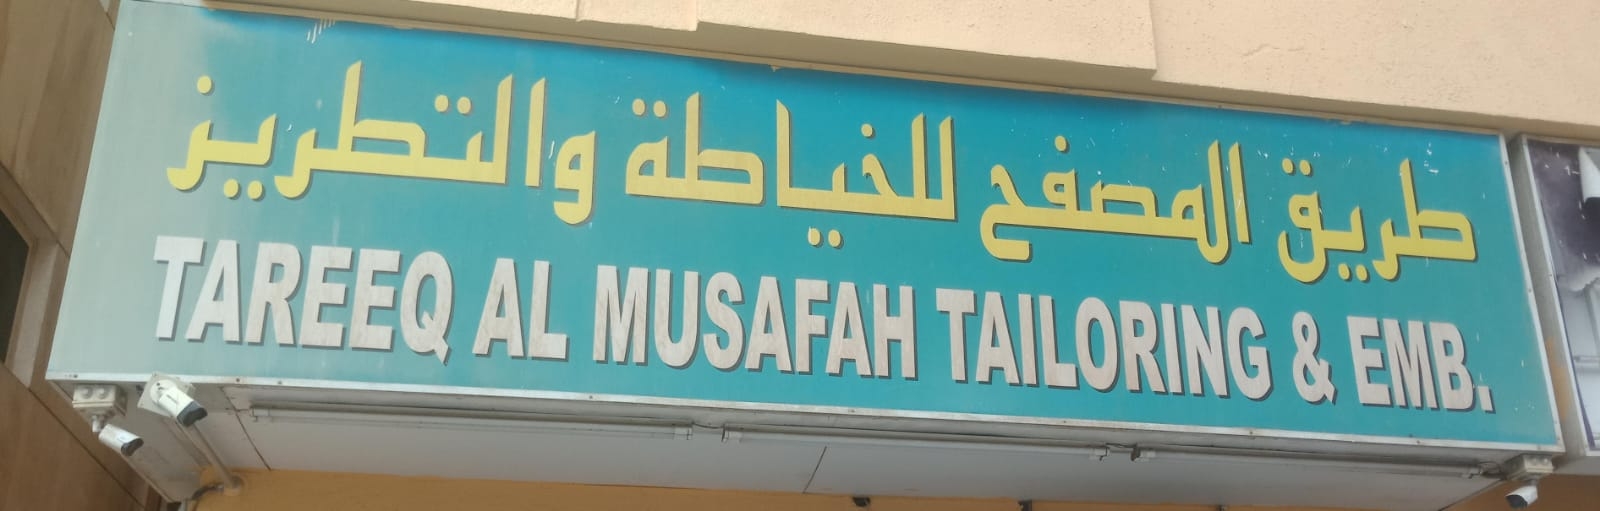 طريق المصفح للخياطة والتطريز
TAREEQ AL MUSAFAH TAILORING & EMB.